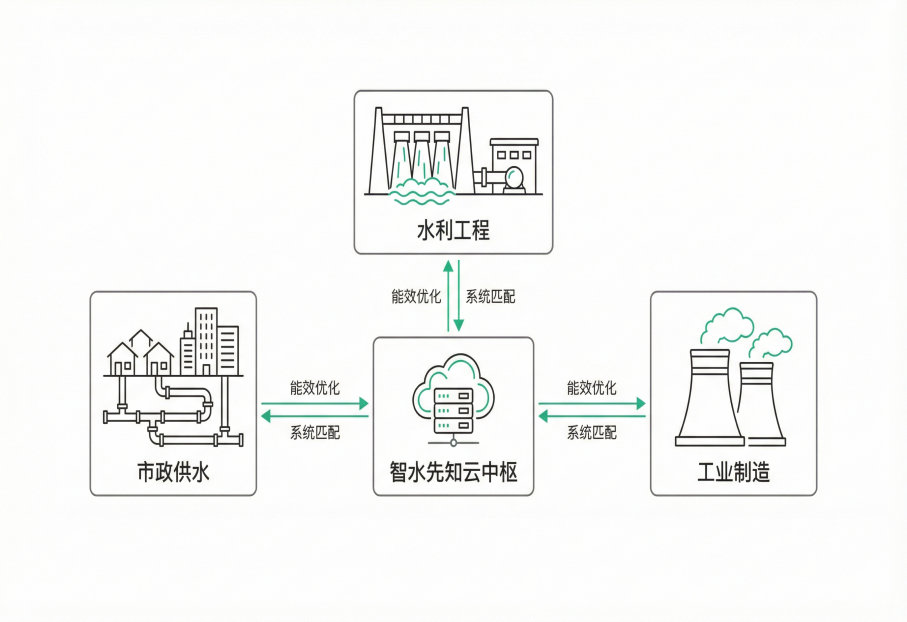 水利工程
能效优化
系统匹配
能效优化
系统匹配
能效优化
系统匹配
市政供水
智水先知云中枢
工业制造